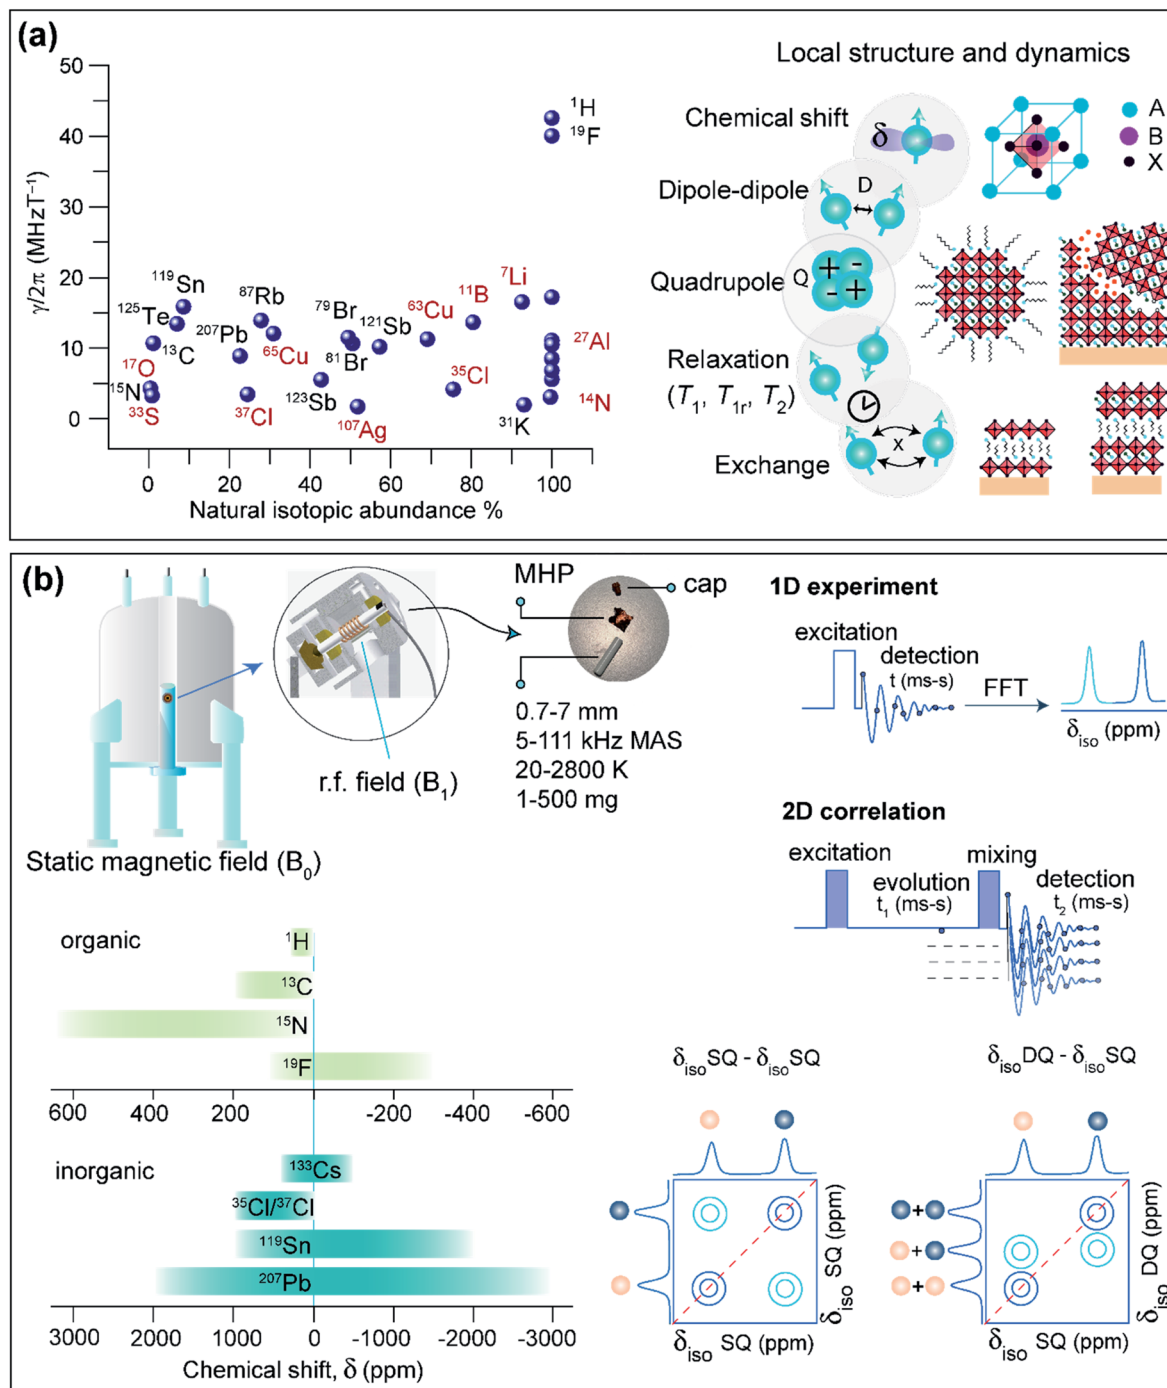 (a)
50
40
30
20
10
0
γ/2π (MHzT⁻¹)
¹H
¹⁹F
¹¹⁹Sn
¹²⁵Te
⁸⁷Rb
²⁰⁷Pb
¹³C
¹⁷O
¹⁵N
³³S
⁶⁵Cu
³⁷Cl
⁷⁹Br
⁸¹Br
¹²¹Sb
¹²³Sb
¹⁰⁷Ag
⁶³Cu
¹¹B
⁷Li
³⁵Cl
³¹K
²⁷Al
¹⁴N
0 20 40 60 80 100
Natural isotopic abundance %
Local structure and dynamics
Chemical shift
δ
Dipole-dipole
D
Quadrupole
Q
+ -
- +
Relaxation
(T₁, T₁ᵣ, T₂)
Exchange
x
A
B
X
(b)
MHP
cap
0.7-7 mm
5-111 kHz MAS
20-2800 K
1-500 mg
r.f. field (B₁)
Static magnetic field (B₀)
1D experiment
excitation
detection
t (ms-s)
FFT
δiso (ppm)
2D correlation
excitation
mixing
evolution
t₁ (ms-s)
detection
t₂ (ms-s)
organic
¹H
¹³C
¹⁵N
¹⁹F
600 400 200 0 -200 -400 -600
inorganic
¹³³Cs
³⁵Cl/³⁷Cl
¹¹⁹Sn
²⁰⁷Pb
3000 2000 1000 0 -1000 -2000 -3000
Chemical shift, δ (ppm)
δisoSQ - δisoSQ
δiso SQ (ppm)
δiso SQ (ppm)
δisoDQ - δisoSQ
+
+
+
δiso DQ (ppm)
δiso SQ (ppm)